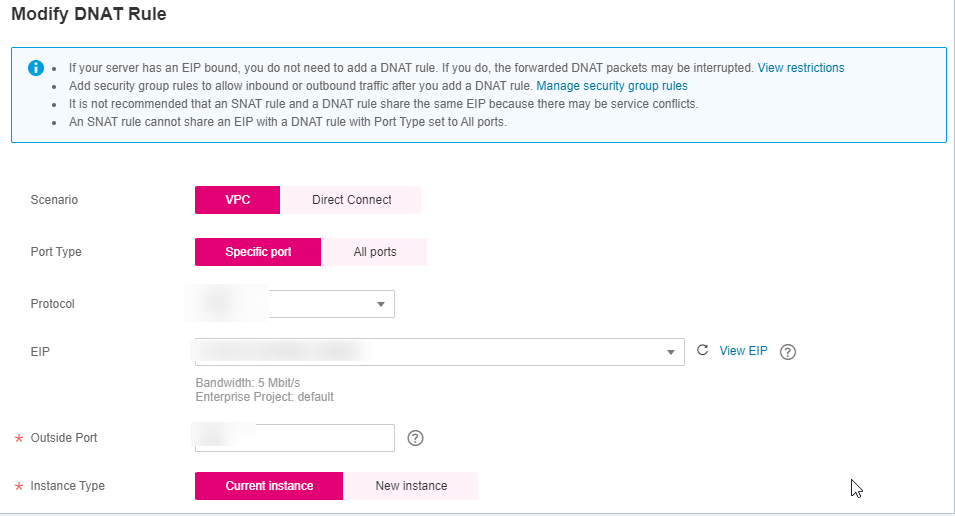 Modify DNAT Rule
If your server has an EIP bound, you do not need to add a DNAT rule. If you do, the forwarded DNAT packets may be interrupted. View restrictions
Add security group rules to allow inbound or outbound traffic after you add a DNAT rule. Manage security group rules
It is not recommended that an SNAT rule and a DNAT rule share the same EIP because there may be service conflicts.
An SNAT rule cannot share an EIP with a DNAT rule with Port Type set to All ports.
Scenario VPC Direct Connect
Port Type Specific port All ports
Protocol
EIP View EIP
Bandwidth: 5 Mbit/s
Enterprise Project: default
* Outside Port
* Instance Type Current instance New instance